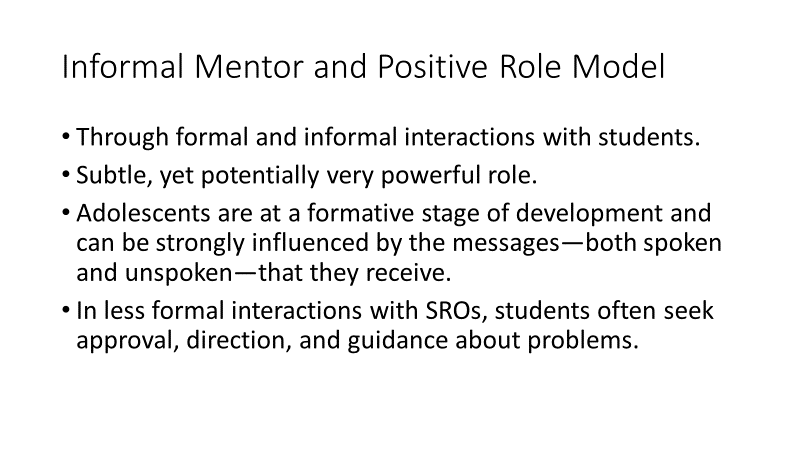 Informal Mentor and Positive Role Model
• Through formal and informal interactions with students.
• Subtle, yet potentially very powerful role.
• Adolescents are at a formative stage of development and
can be strongly influenced by the messages—both spoken
and unspoken—that they receive.
• In less formal interactions with SROs, students often seek
approval, direction, and guidance about problems.